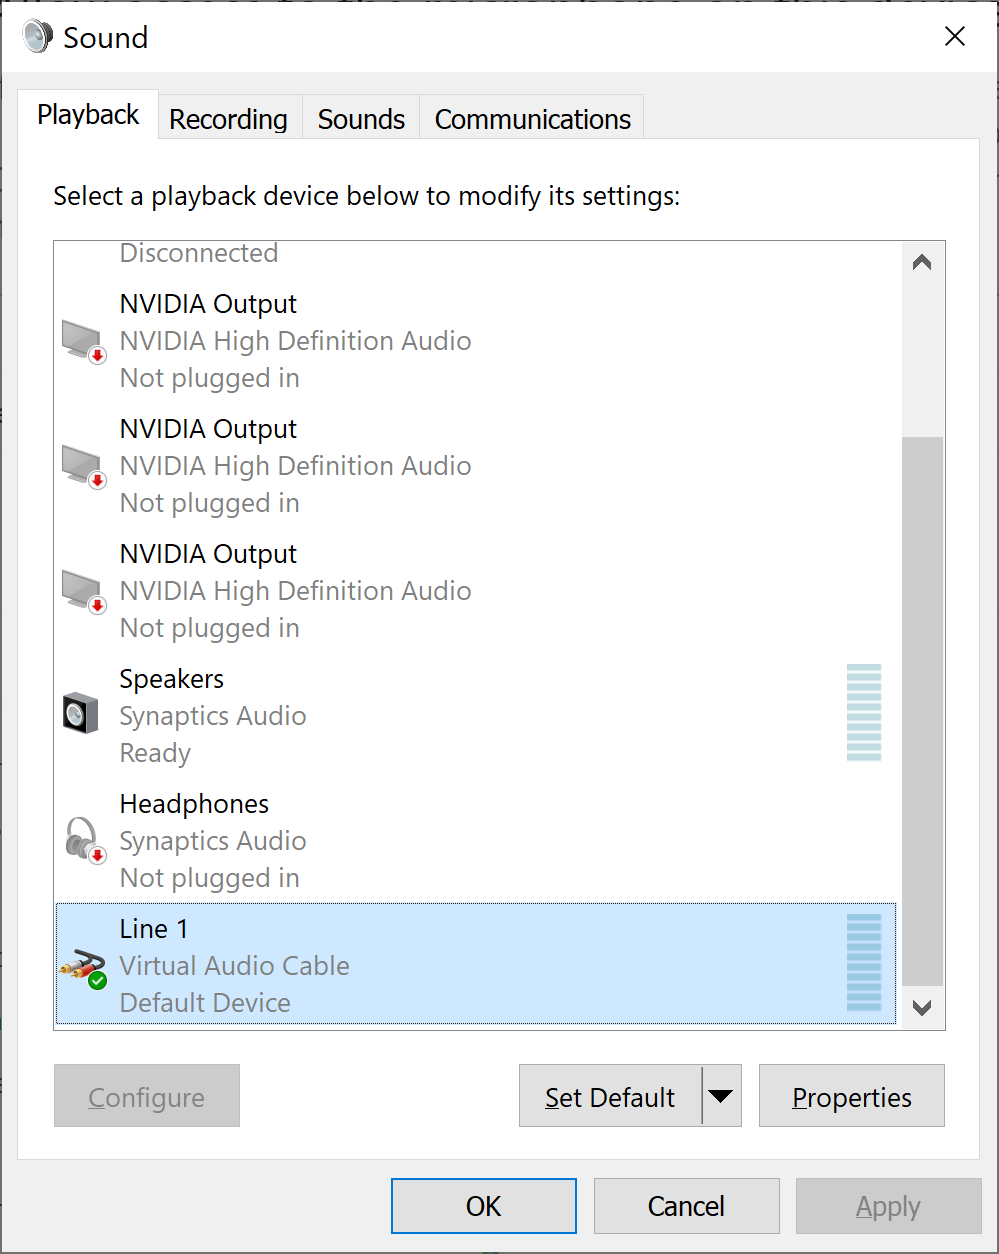 Sound
Playback
Recording
Sounds
Communications
Select a playback device below to modify its settings:
Disconnected
NVIDIA Output
NVIDIA High Definition Audio
Not plugged in
NVIDIA Output
NVIDIA High Definition Audio
Not plugged in
NVIDIA Output
NVIDIA High Definition Audio
Not plugged in
Speakers
Synaptics Audio
Ready
Headphones
Synaptics Audio
Not plugged in
Line 1
Virtual Audio Cable
Default Device
Configure
Set Default
Properties
OK
Cancel
Apply